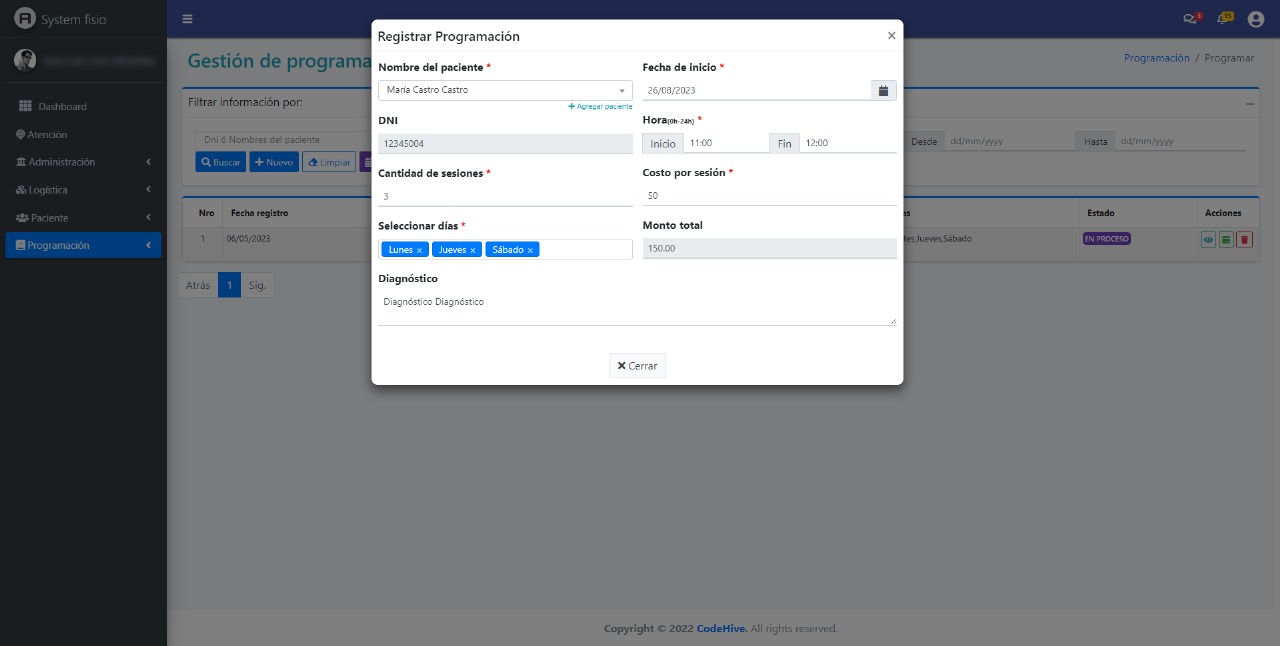 System fisio
3
15
Gestión de programa
Programación / Programar
Dashboard
Atención
Administración
Logística
Paciente
Programación
Filtrar información por:
Dni ó Nombres del paciente
Desde dd/mm/yyyy Hasta dd/mm/yyyy
Buscar Nuevo Limpiar
Nro Fecha registro Estado Acciones
1 06/05/2023 tes,Jueves,Sábado EN PROCESO
Atrás 1 Sig.
Registrar Programación ×
Nombre del paciente * Fecha de inicio *
María Castro Castro 26/08/2023
+ Agregar paciente
DNI Hora(0h-24h) *
12345004 Inicio 11:00 Fin 12:00
Cantidad de sesiones * Costo por sesión *
3 50
Seleccionar días * Monto total
Lunes × Jueves × Sábado × 150.00
Diagnóstico
Diagnóstico Diagnóstico
Cerrar
Copyright © 2022 CodeHive. All rights reserved.